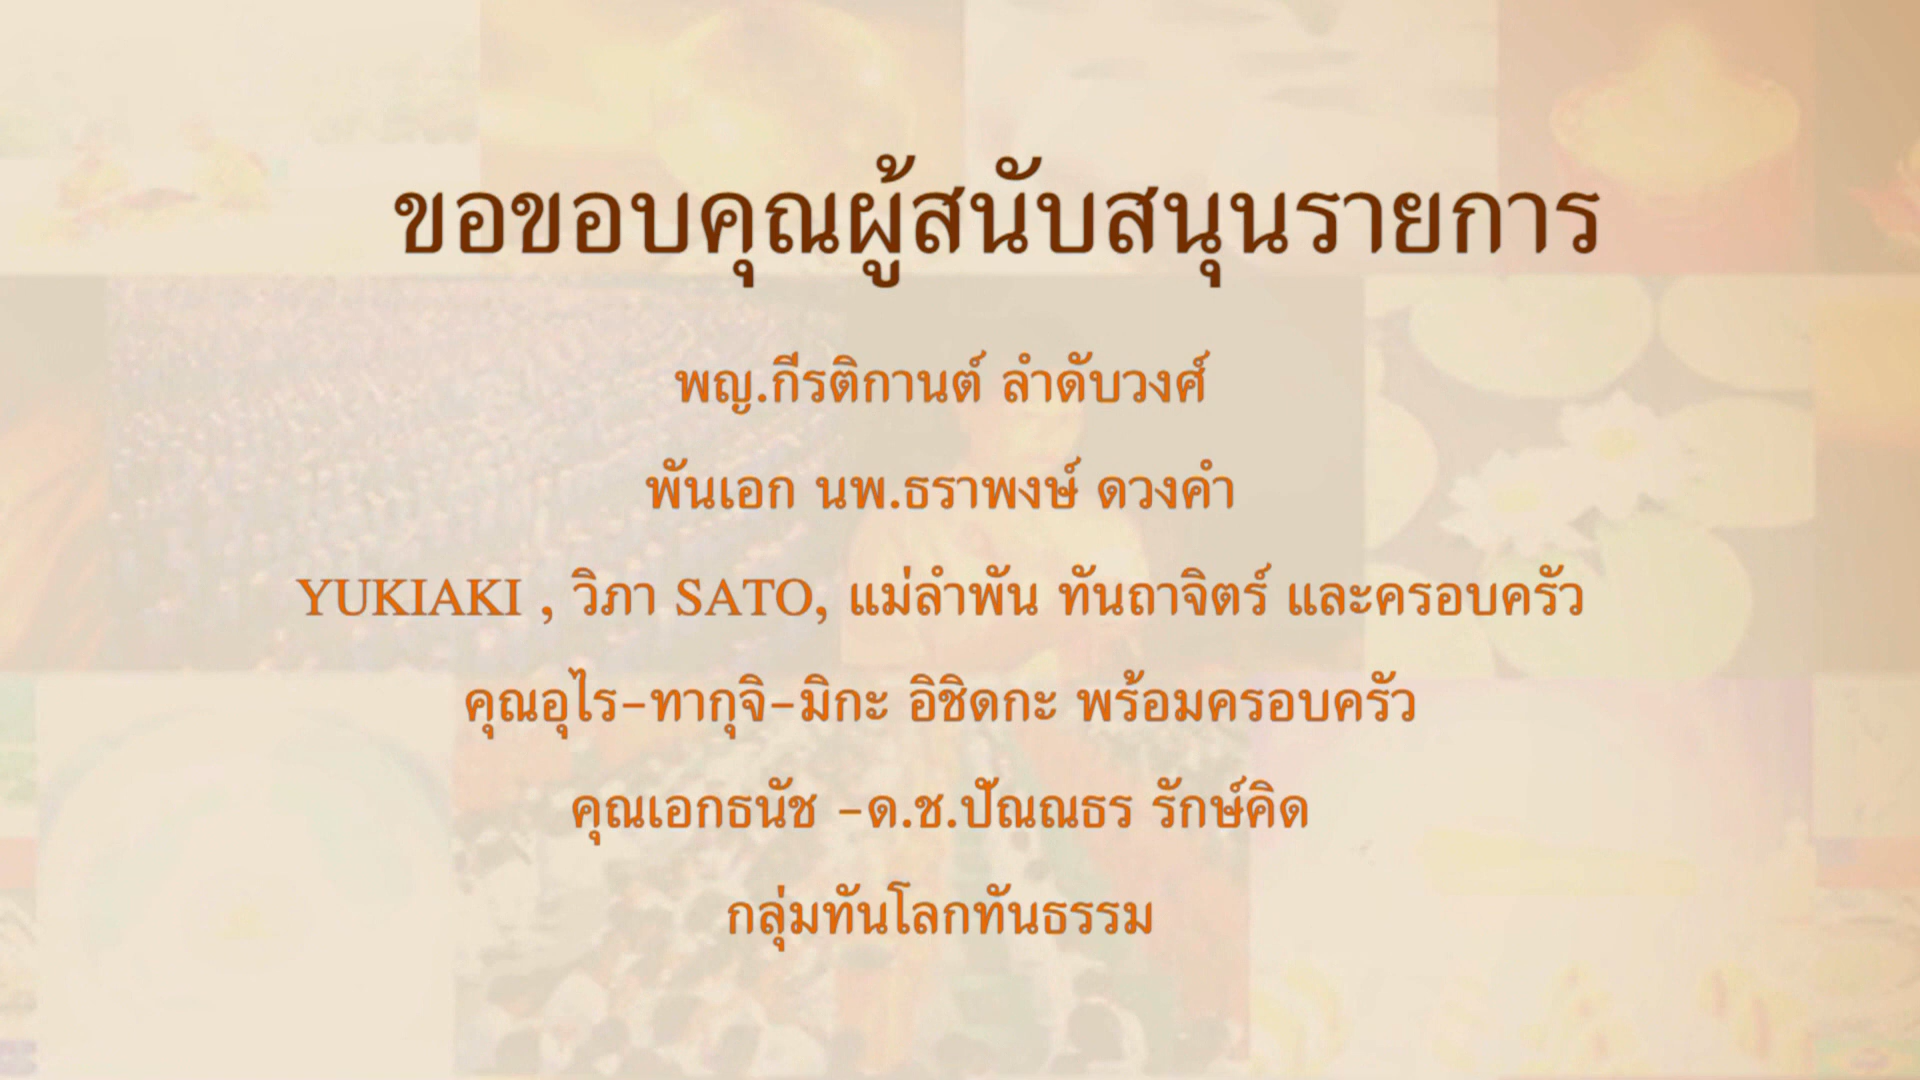 ขอขอบคุณผู้สนับสนุนรายการ
พญ.กีรติกานต์ ลำดับวงศ์
พันเอก นพ.ธราพงษ์ ดวงคำ
YUKIAKI , วิภา SATO, แม่ลำพัน ทันถาจิตร์ และครอบครัว
คุณอุไร-ทากุจิ-มิกะ อิชิดกะ พร้อมครอบครัว
คุณเอกธนัช -ด.ช.ปัณณธร รักษ์คิด
กลุ่มทันโลกทันธรรม